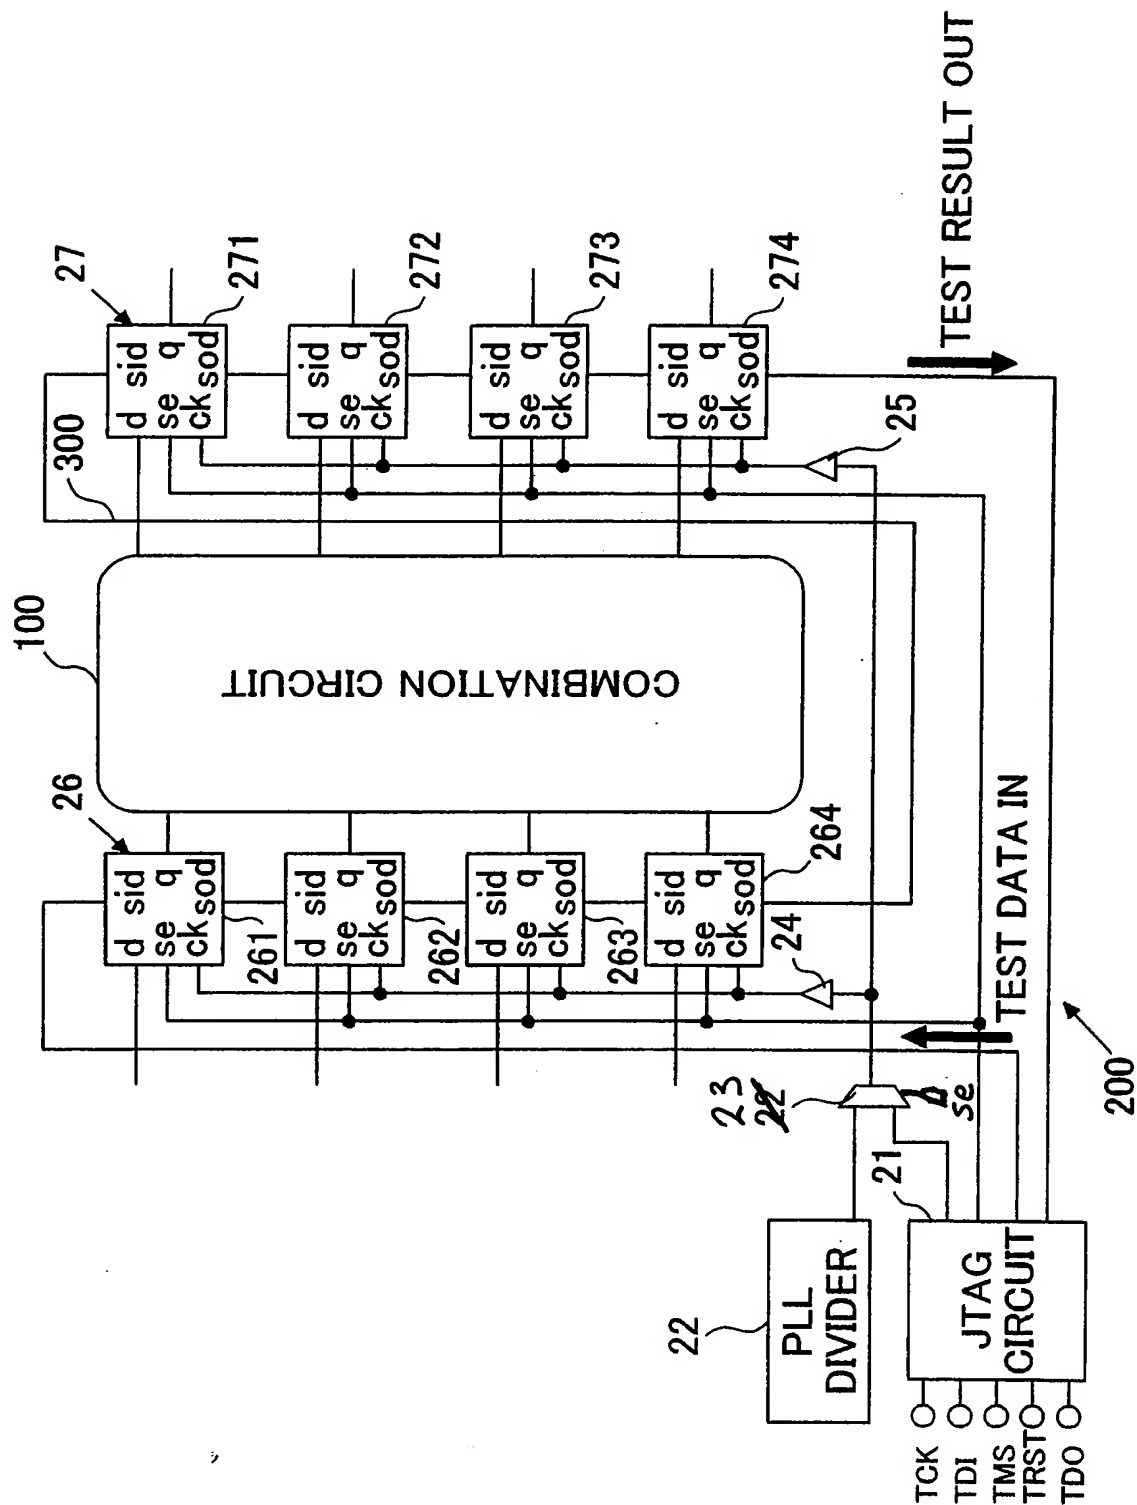 27
d sid
se q
ck sod
271
d sid
se q
ck sod
272
d sid
se q
ck sod
273
d sid
se q
ck sod
274
300
25
TEST RESULT OUT
100
COMBINATION CIRCUIT
26
d sid
se q
ck sod
261
d sid
se q
ck sod
262
d sid
se q
ck sod
263
d sid
se q
ck sod
264
24
TEST DATA IN
200
23
22
se
21
22
PLL
DIVIDER
JTAG
CIRCUIT
TCK
TDI
TMS
TRST
TDO